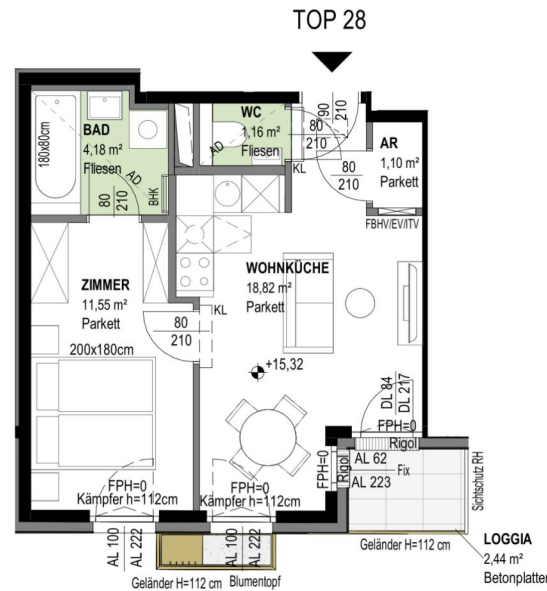 TOP 28
BAD
4,18 m²
Fliesen
180x80cm
AD
80
210
BHK
WC
1,16 m²
Fliesen
AD
80
210
KL
90
210
AR
1,10 m²
Parkett
80
210
FBHV/EV/ITV
ZIMMER
11,55 m²
Parkett
200x180cm
KL
80
210
WOHNKÜCHE
18,82 m²
Parkett
+15,32
DL 84
DL 217
FPH=0
Rigol
AL 62
Fix
AL 223
FPH=0
Rigol
Sichtschutz RH
FPH=0
Kämpfer h=112cm
FPH=0
Kämpfer h=112cm
AL 100
AL 222
AL 100
AL 222
Geländer H=112 cm
Blumentopf
Geländer H=112 cm
LOGGIA
2,44 m²
Betonplatten